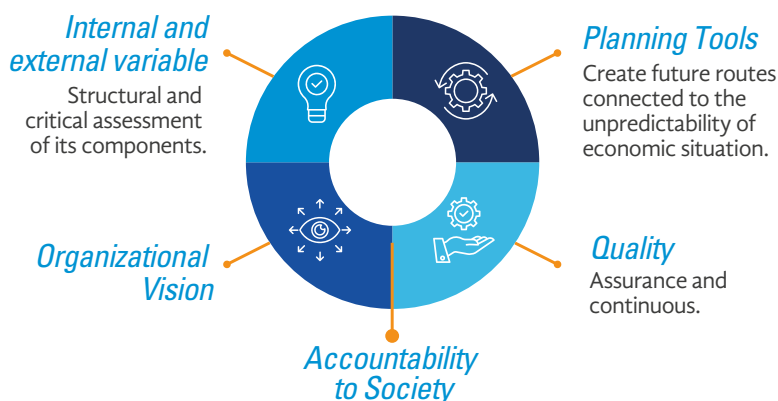 Internal and
external variable
Structural and
critical assessment
of its components.
Planning Tools
Create future routes
connected to the
unpredictability of
economic situation.
Organizational
Vision
Quality
Assurance and
continuous.
Accountability
to Society